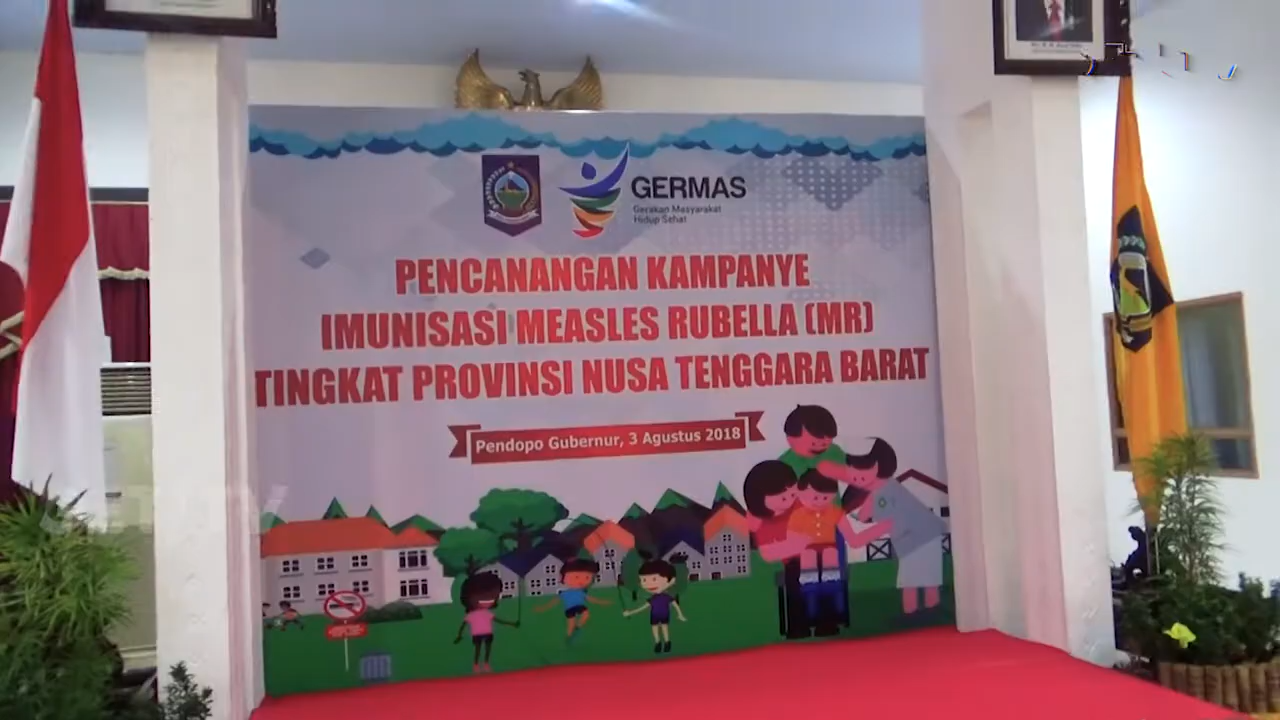 GERMAS
Gerakan Masyarakat
Hidup Sehat
PENCANANGAN KAMPANYE
IMUNISASI MEASLES RUBELLA (MR)
TINGKAT PROVINSI NUSA TENGGARA BARAT
Pendopo Gubernur, 3 Agustus 2018